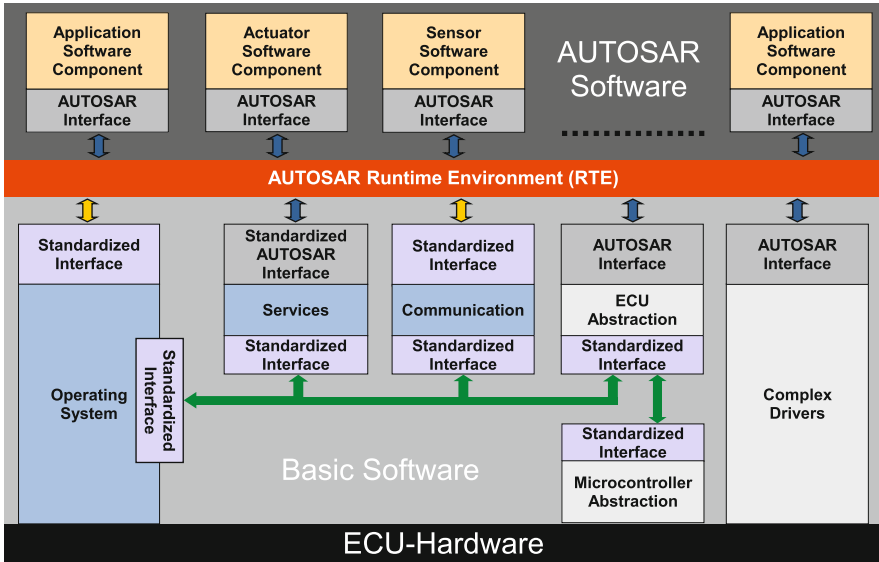 Application
Software
Component
AUTOSAR
Interface
Actuator
Software
Component
AUTOSAR
Interface
Sensor
Software
Component
AUTOSAR
Interface
AUTOSAR
Software
Application
Software
Component
AUTOSAR
Interface
AUTOSAR Runtime Environment (RTE)
Standardized
Interface
Operating
System
Standardized
Interface
Standardized
AUTOSAR
Interface
Services
Standardized
Interface
Standardized
Interface
Communication
Standardized
Interface
AUTOSAR
Interface
ECU
Abstraction
Standardized
Interface
Standardized
Interface
Microcontroller
Abstraction
AUTOSAR
Interface
Complex
Drivers
Basic Software
ECU-Hardware